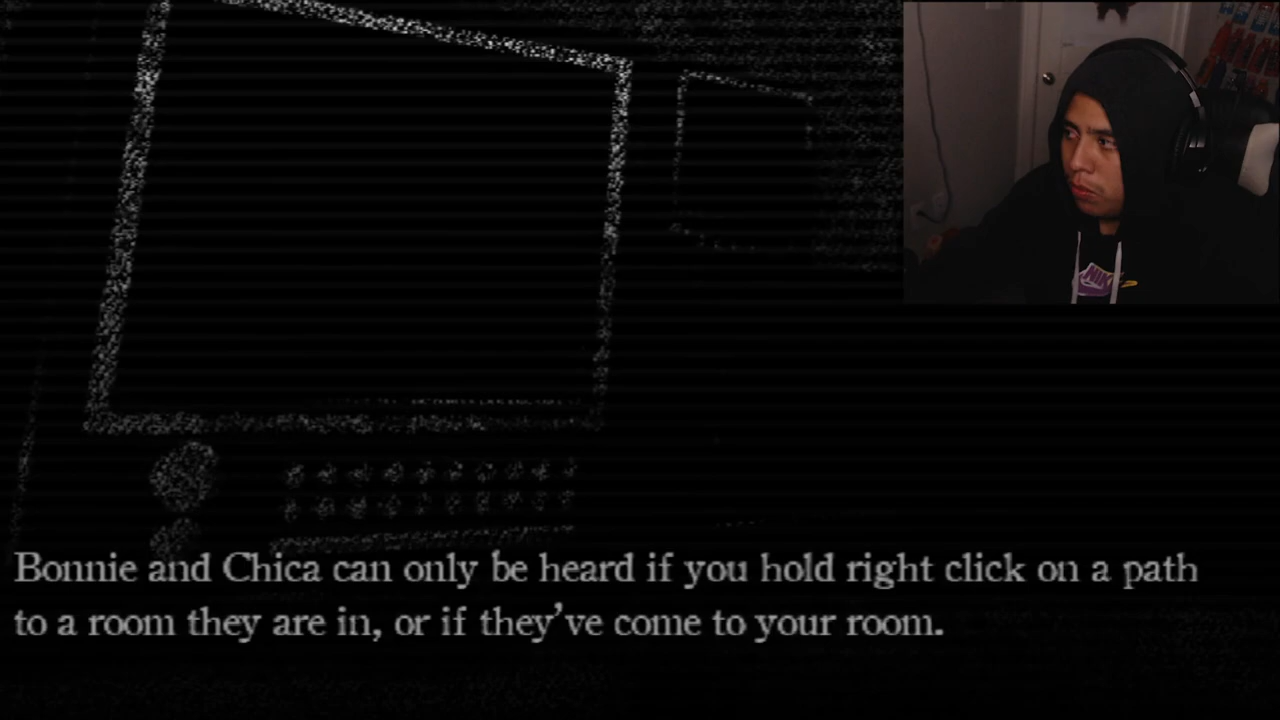 Bonnie and Chica can only be heard if you hold right click on a path
to a room they are in, or if they've come to your room.
NIKE